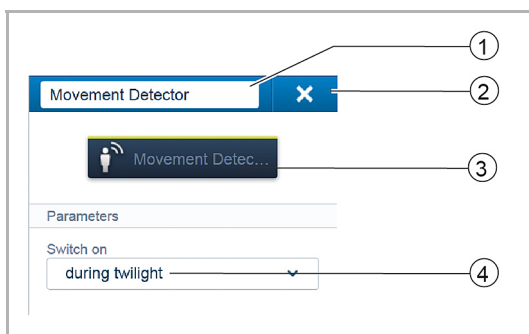 1
Movement Detector
2
Movement Detec...
3
Parameters
Switch on
during twilight
4